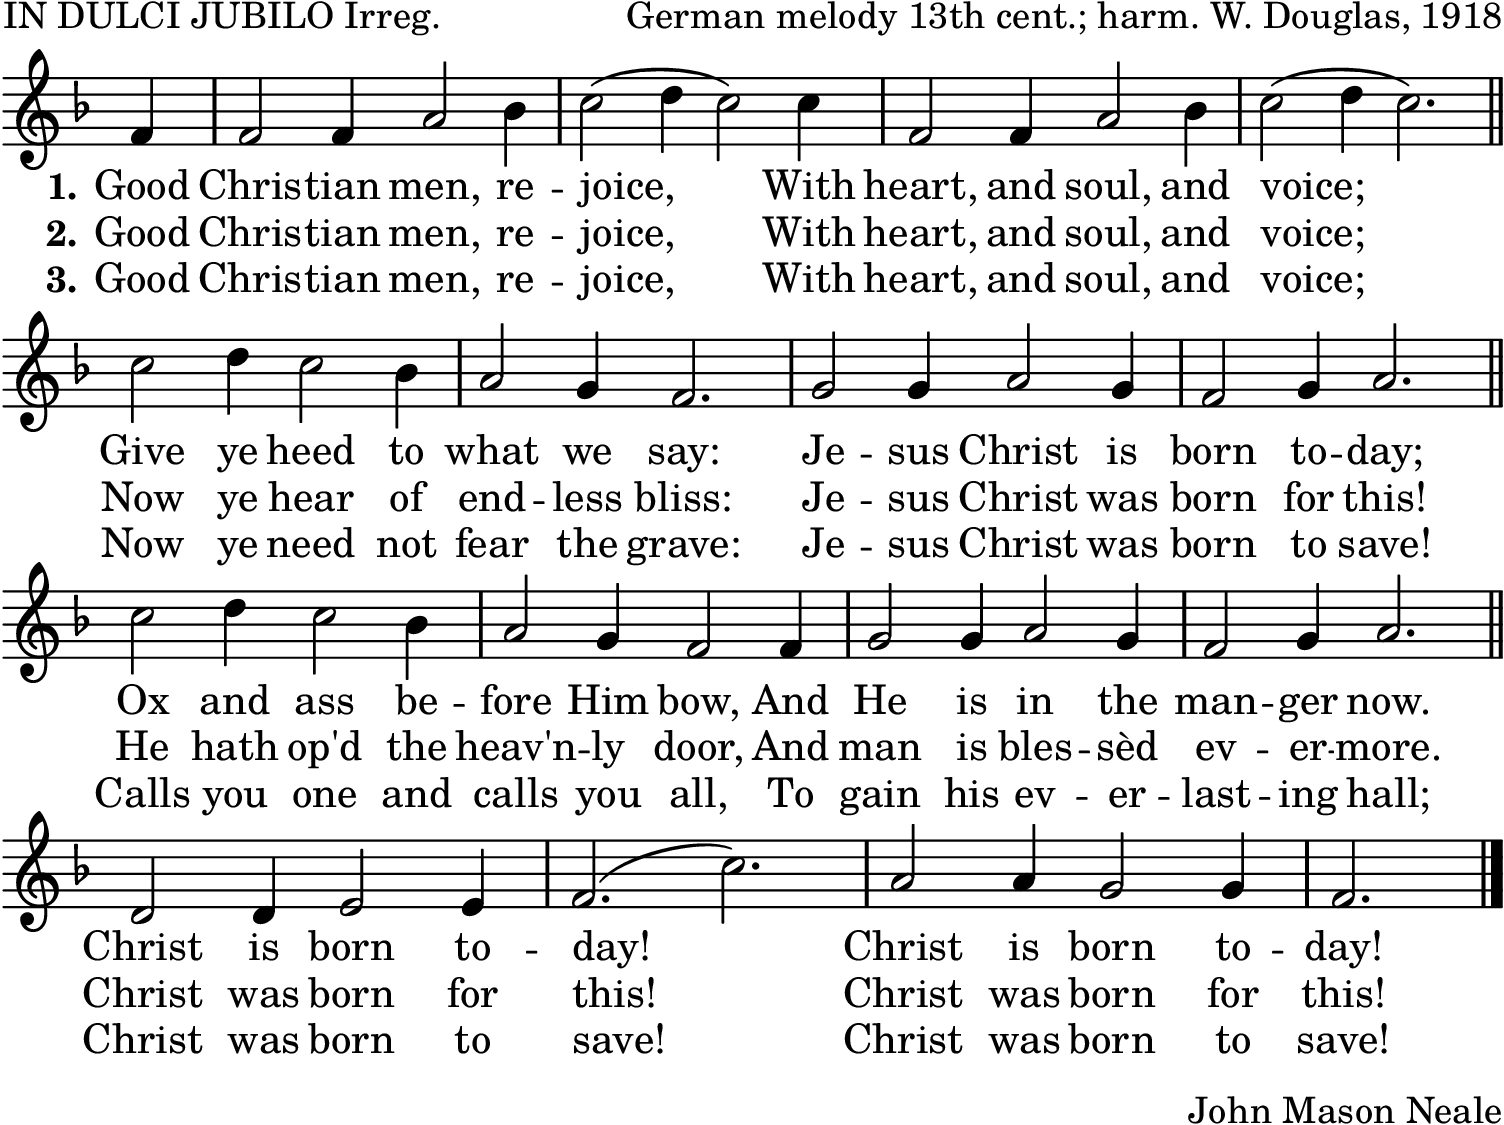 IN DULCI JUBILO Irreg. German melody 13th cent.; harm. W. Douglas, 1918
1. Good Christian men, re -- joice, With heart, and soul, and voice;
2. Good Christian men, re -- joice, With heart, and soul, and voice;
3. Good Christian men, re -- joice, With heart, and soul, and voice;
Give ye heed to what we say: Je -- sus Christ is born to -- day;
Now ye hear of end -- less bliss: Je -- sus Christ was born for this!
Now ye need not fear the grave: Je -- sus Christ was born to save!
Ox and ass be -- fore Him bow, And He is in the man -- ger now.
He hath op'd the heav'n -- ly door, And man is bles -- sèd ev -- er -- more.
Calls you one and calls you all, To gain his ev -- er -- last -- ing hall;
Christ is born to -- day! Christ is born to -- day!
Christ was born for this! Christ was born for this!
Christ was born to save! Christ was born to save!
John Mason Neale